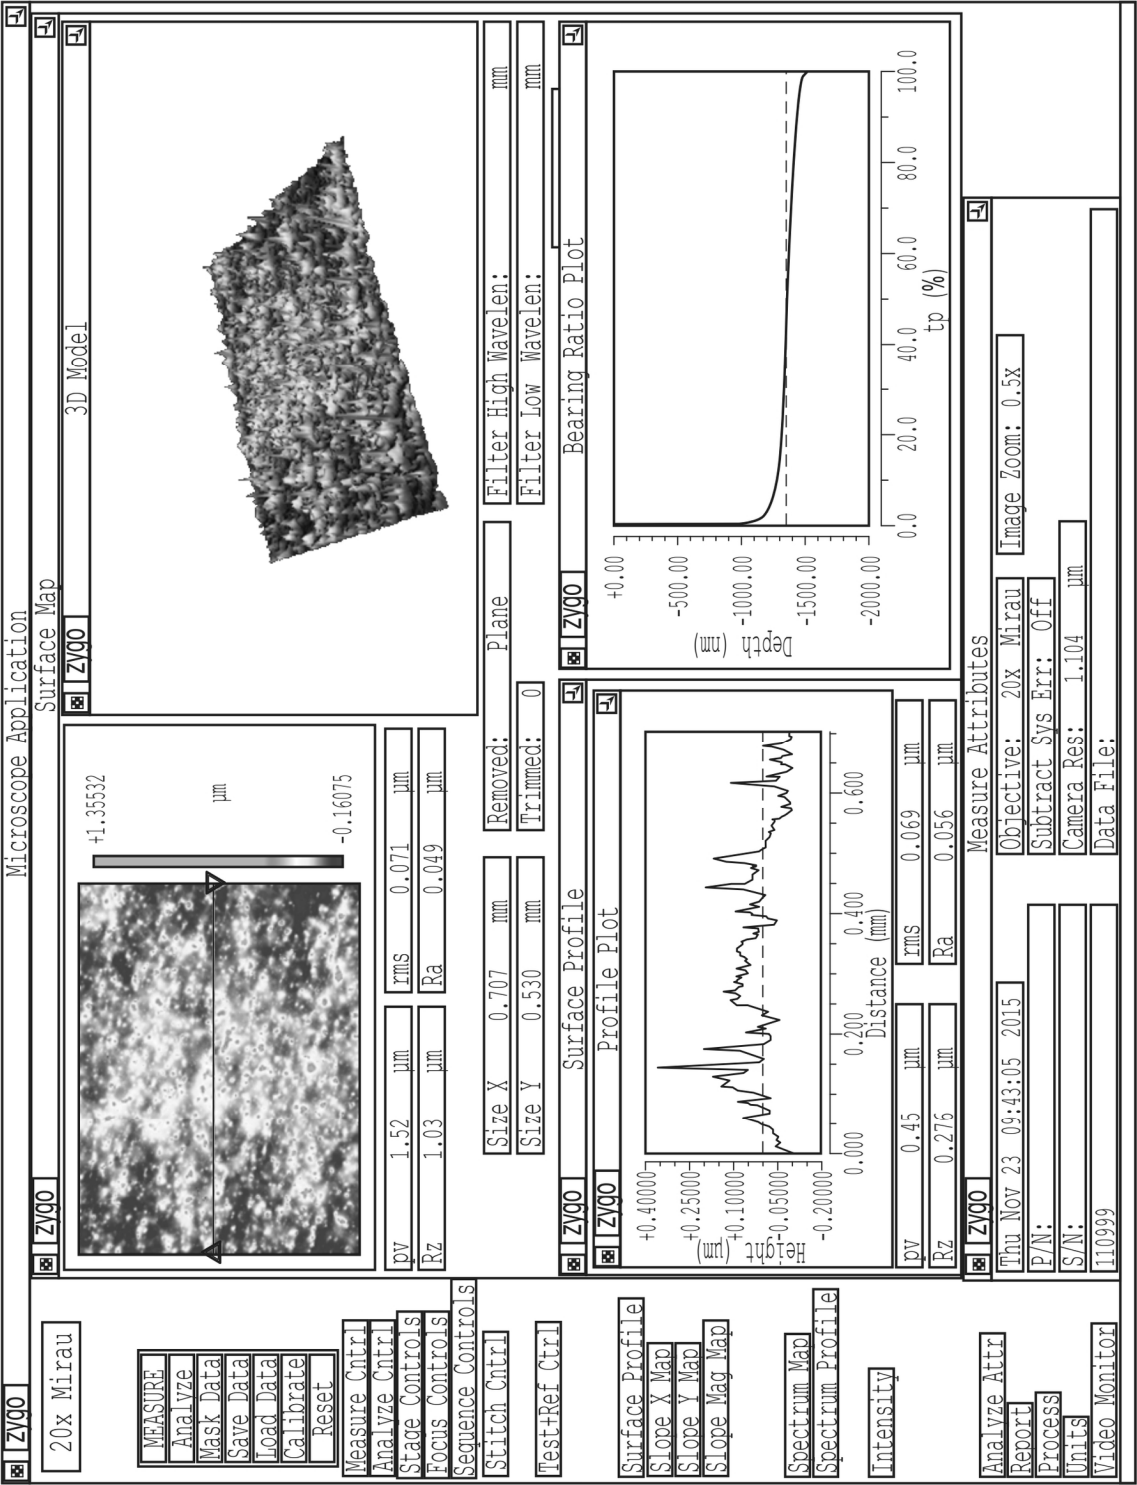 zygo Microscope Application
20x Mirau
MEASURE
Analyze
Mask Data
Save Data
Load Data
Calibrate
Reset
Measure Cntrl
Analyze Cntrl
Stage Controls
Focus Controls
Sequence Controls
Stitch Cntrl
Test+Ref Ctrl
Surface Profile
Slope X Map
Slope Y Map
Slope Mag Map
Spectrum Map
Spectrum Profile
Intensity
Analyze Attr
Report
Process
Units
Video Monitor
zygo Surface Map
+1.35532
μm
-0.16075
pv 1.52 μm
rms 0.071 μm
Rz 1.03 μm
Ra 0.049 μm
zygo 3D Model
Size X 0.707 mm
Size Y 0.530 mm
Removed: Plane
Trimmed: 0
Filter High Wavelen: mm
Filter Low Wavelen: mm
zygo Surface Profile
zygo Profile Plot
Height (μm)
+0.40000
+0.25000
+0.10000
-0.05000
-0.20000
0.000 0.200 0.400 0.600
Distance (mm)
pv 0.45 μm
rms 0.069 μm
Rz 0.276 μm
Ra 0.056 μm
zygo Bearing Ratio Plot
Depth (nm)
+0.00
-500.00
-1000.00
-1500.00
-2000.00
0.0 20.0 40.0 60.0 80.0 100.0
tp (%)
zygo Measure Attributes
Thu Nov 23 09:43:05 2015
P/N:
S/N:
110999
Objective: 20x Mirau
Subtract Sys Err: Off
Camera Res: 1.104 μm
Data File:
Image Zoom: 0.5x